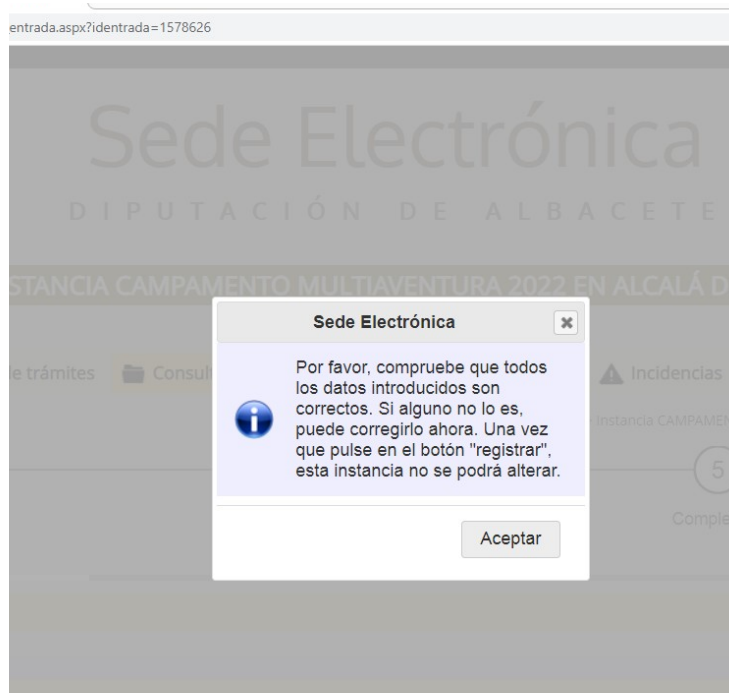 entrada.aspx?identrada=1578626
Sede Electrónica
DIPUTACIÓN DE ALBACETE
STANCIA CAMPAMENTO MULTIAVENTURA 2022 EN ALCALÁ D
Sede Electrónica
e trámites Consul Incidencias
Por favor, compruebe que todos
los datos introducidos son
correctos. Si alguno no lo es,
puede corregirlo ahora. Una vez
que pulse en el botón "registrar",
esta instancia no se podrá alterar.
Instancia CAMPAMEN
5
Comple
Aceptar